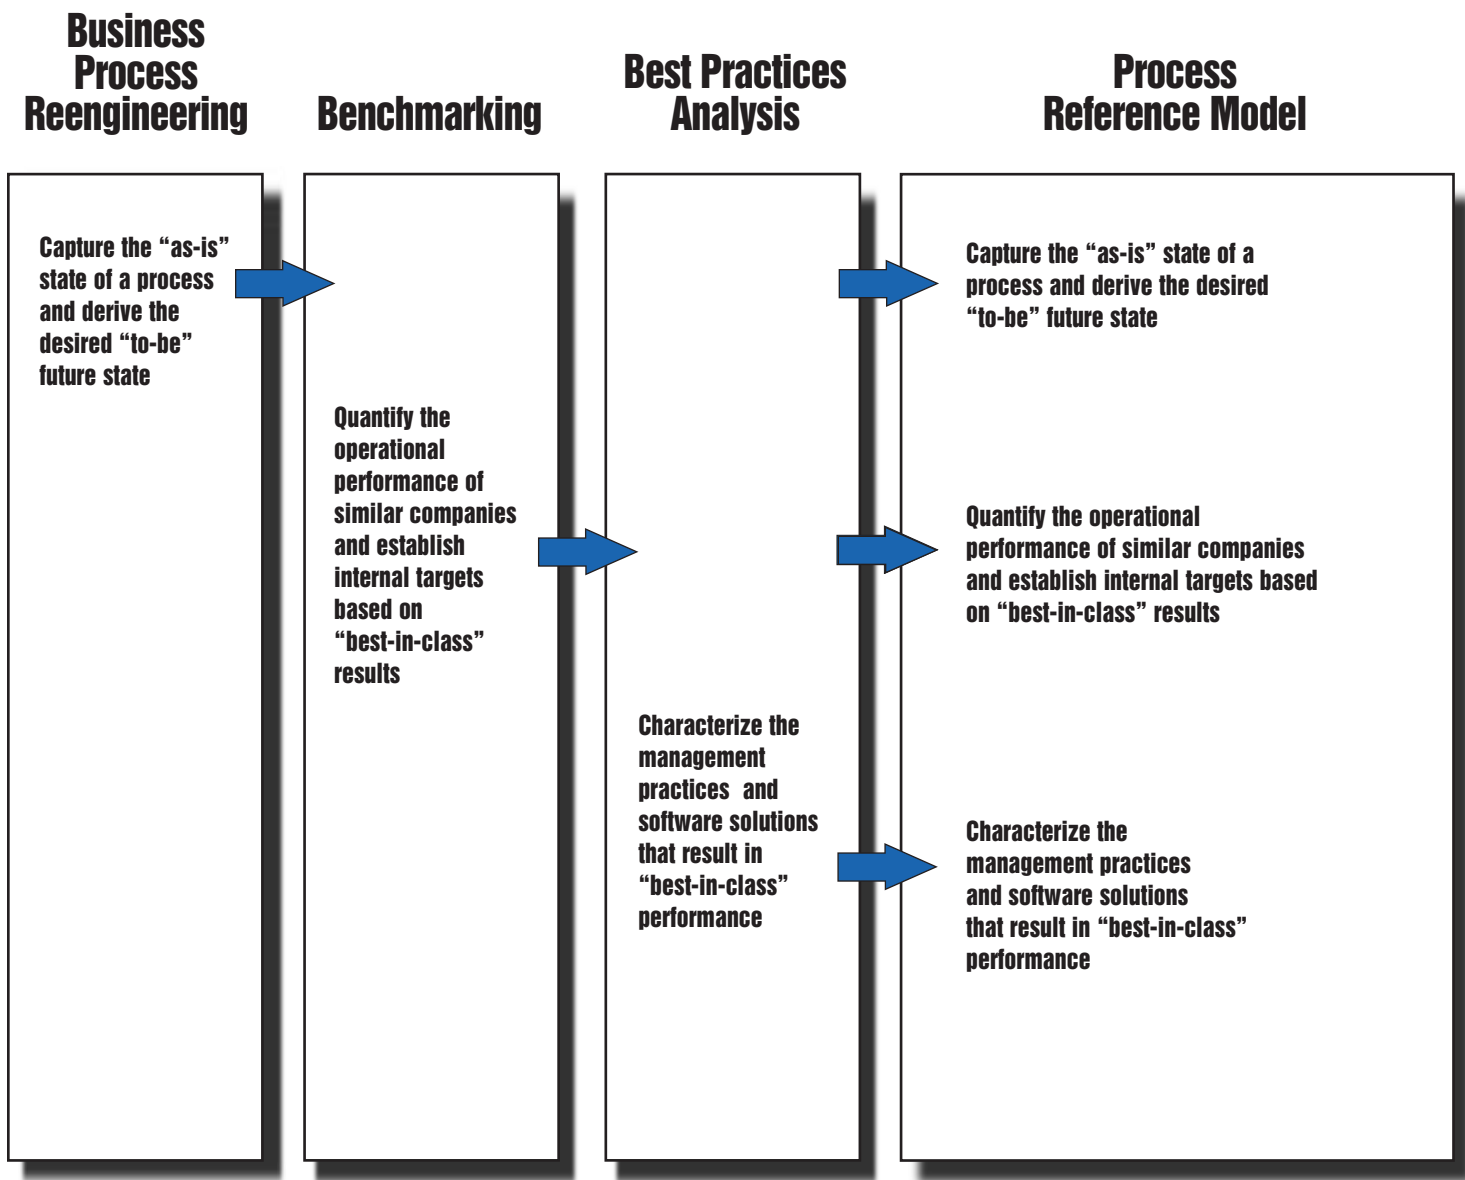 Business
Process
Reengineering
Benchmarking
Best Practices
Analysis
Process
Reference Model
Capture the “as-is”
state of a process
and derive the
desired “to-be”
future state
Quantify the
operational
performance of
similar companies
and establish
internal targets
based on
“best-in-class”
results
Characterize the
management
practices  and
software solutions
that result in
“best-in-class”
performance
Capture the “as-is” state of a
process and derive the desired
“to-be” future state
Quantify the operational
performance of similar companies
and establish internal targets based
on “best-in-class” results
Characterize the
management practices
and software solutions
that result in “best-in-class”
performance